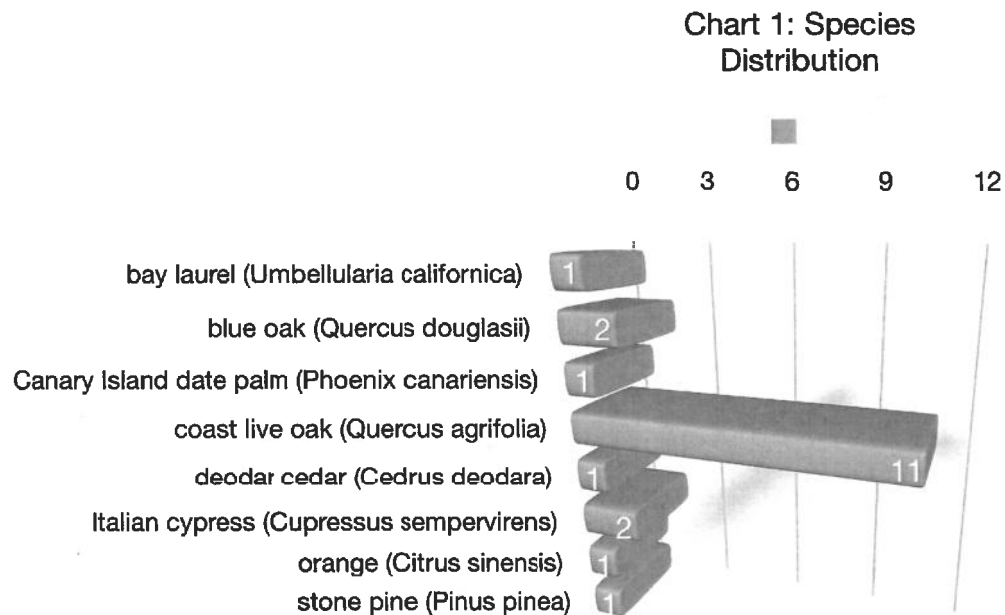 Chart 1: Species
Distribution
0 3 6 9 12
bay laurel (Umbellularia californica) 1
blue oak (Quercus douglasii) 2
Canary Island date palm (Phoenix canariensis) 1
coast live oak (Quercus agrifolia) 11
deodar cedar (Cedrus deodara) 1
Italian cypress (Cupressus sempervirens) 2
orange (Citrus sinensis) 1
stone pine (Pinus pinea) 1